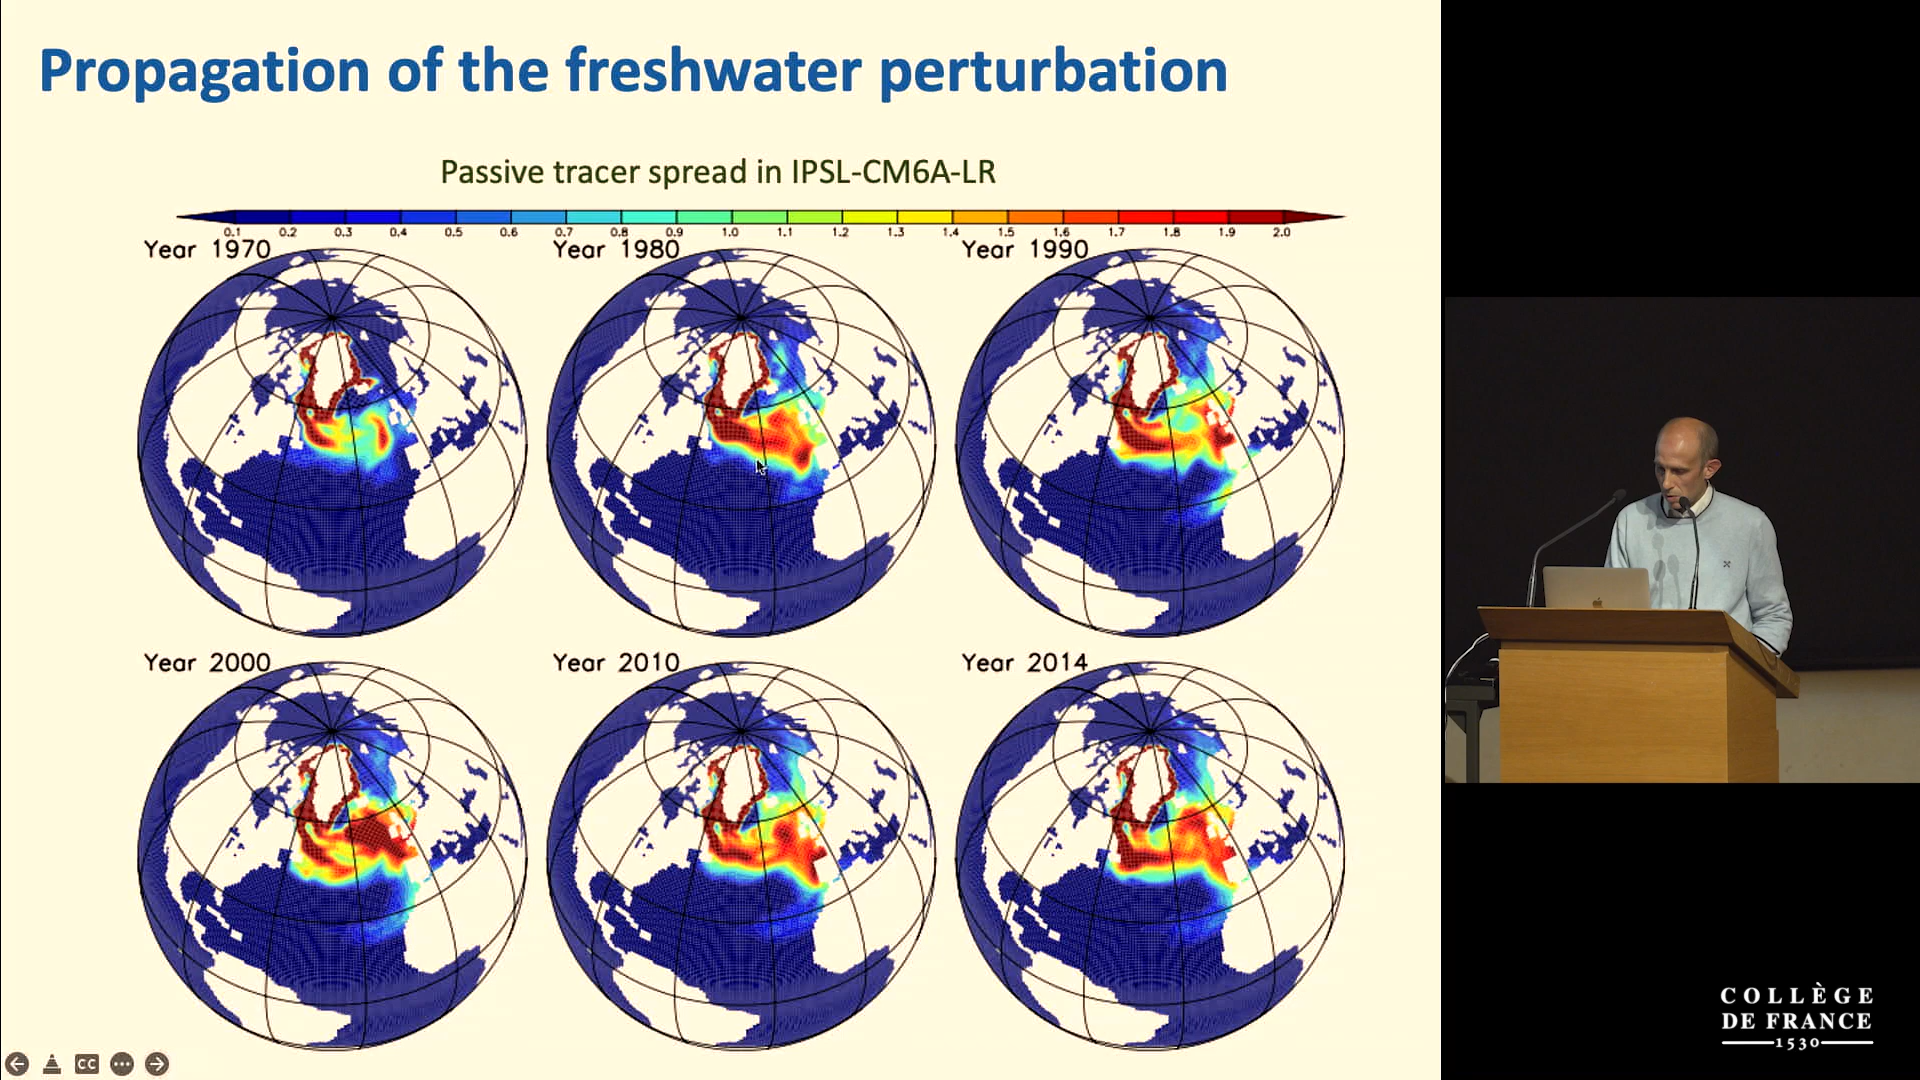 Propagation of the freshwater perturbation
Passive tracer spread in IPSL-CM6A-LR
0.1 0.2 0.3 0.4 0.5 0.6 0.7 0.8 0.9 1.0 1.1 1.2 1.3 1.4 1.5 1.6 1.7 1.8 1.9 2.0
Year 1970 Year 1980 Year 1990
Year 2000 Year 2010 Year 2014
CC
COLLÈGE
DE FRANCE
1530